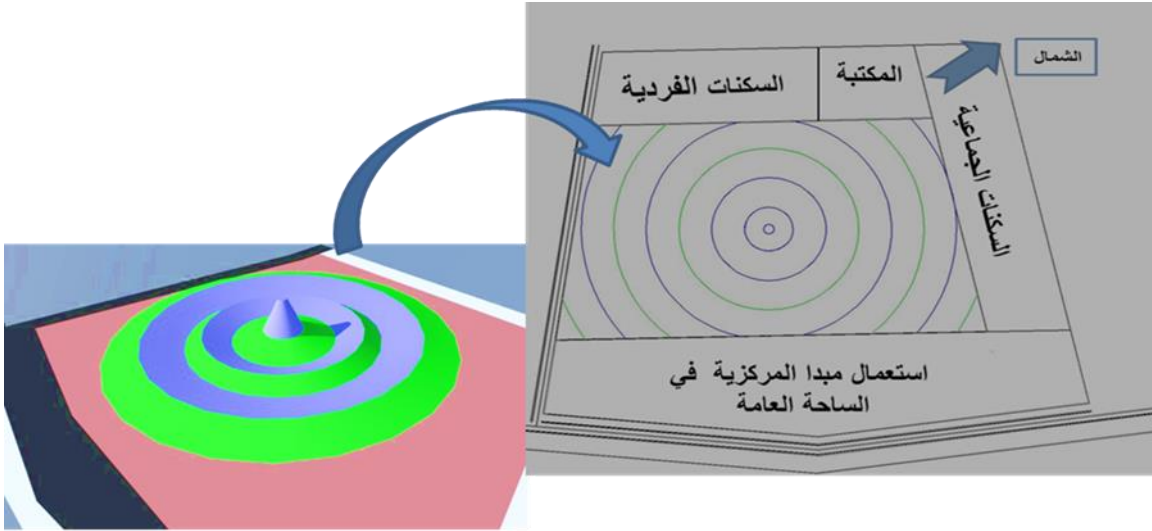 الشمال
المكتبة
السكنات الفردية
السكنات الجماعية
استعمال مبدا المركزية في
الساحة العامة